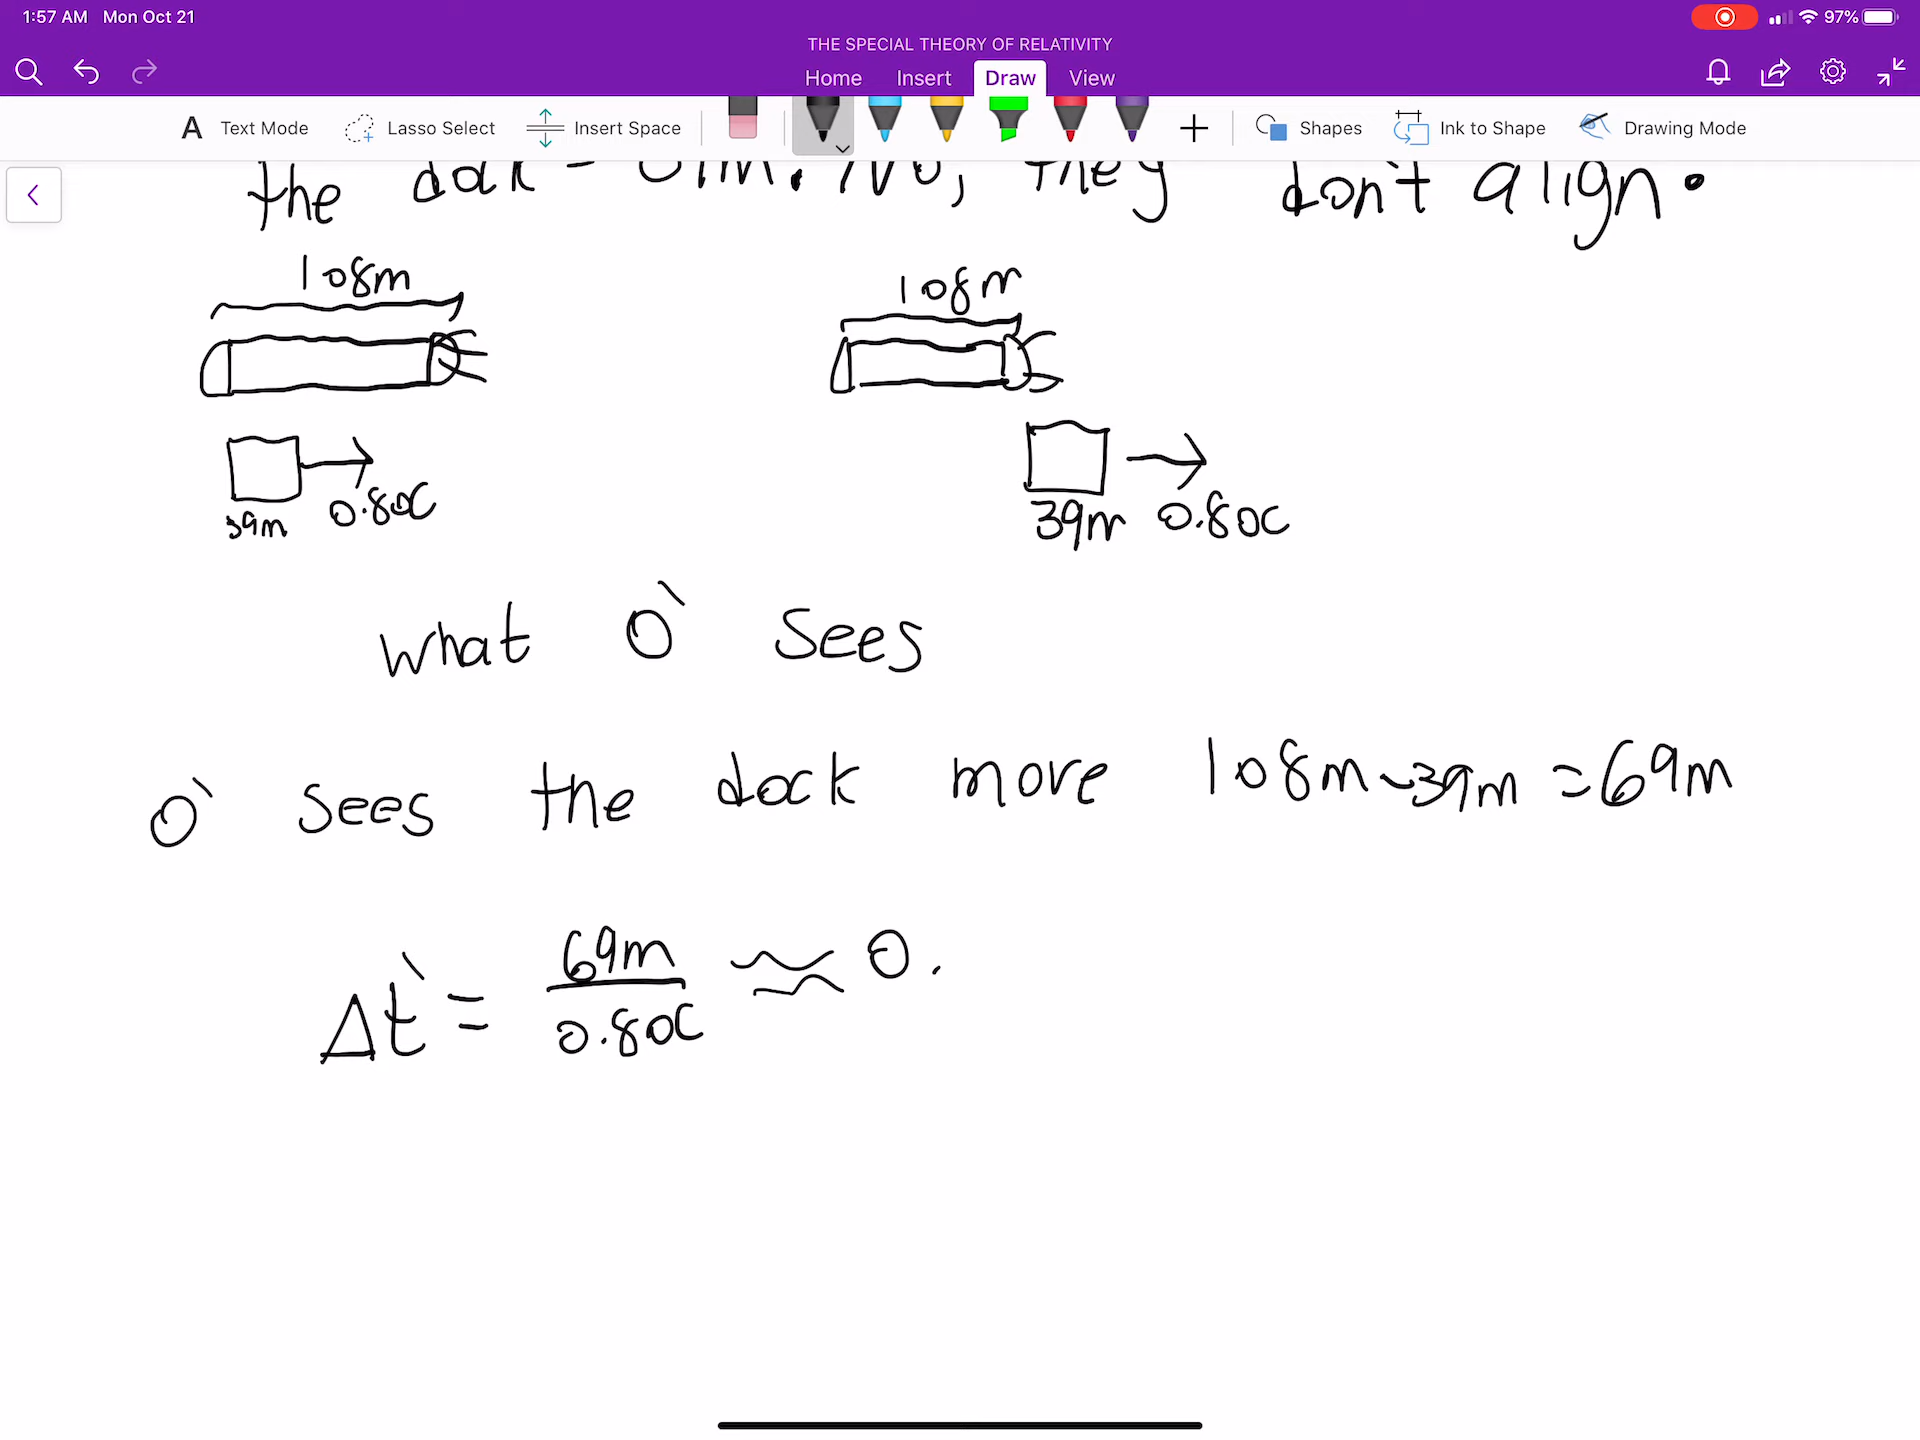 1:57 AM Mon Oct 21
97%
THE SPECIAL THEORY OF RELATIVITY
Home Insert Draw View
A Text Mode Lasso Select Insert Space Shapes Ink to Shape Drawing Mode
the dock = they don't align.
108m 108m
39m 0.80C 39m 0.80C
what O` sees
O` sees the dock more 108m-39m = 69m
Δt` = 69m / 0.80C ≈ 0.